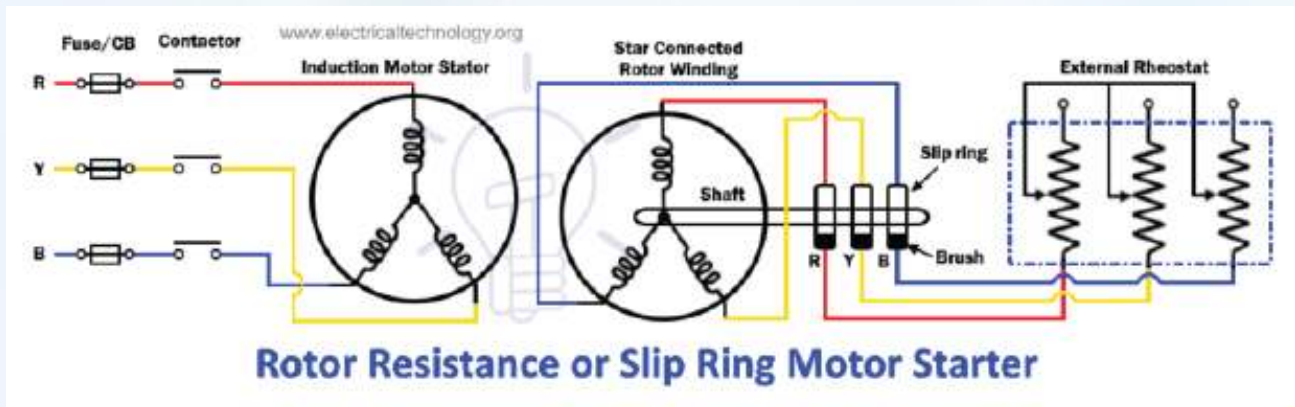 www.electricaltechnology.org
Fuse/CB
Contactor
Induction Motor Stator
Star Connected
Rotor Winding
External Rheostat
R
Y
B
Slip ring
Shaft
Brush
R Y B
Rotor Resistance or Slip Ring Motor Starter